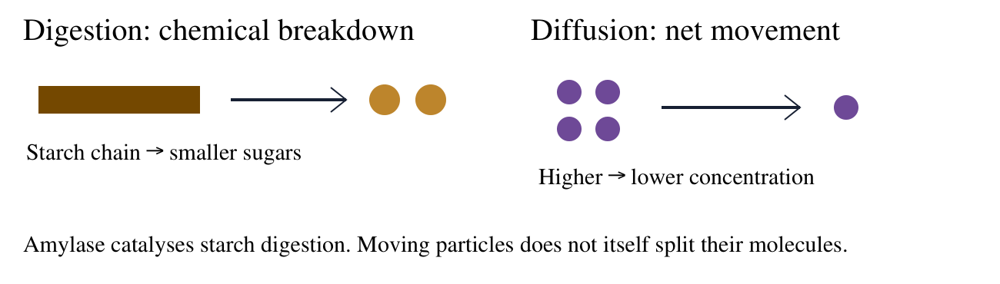 Digestion: chemical breakdown
Diffusion: net movement
Starch chain → smaller sugars
Higher → lower concentration
Amylase catalyses starch digestion. Moving particles does not itself split their molecules.